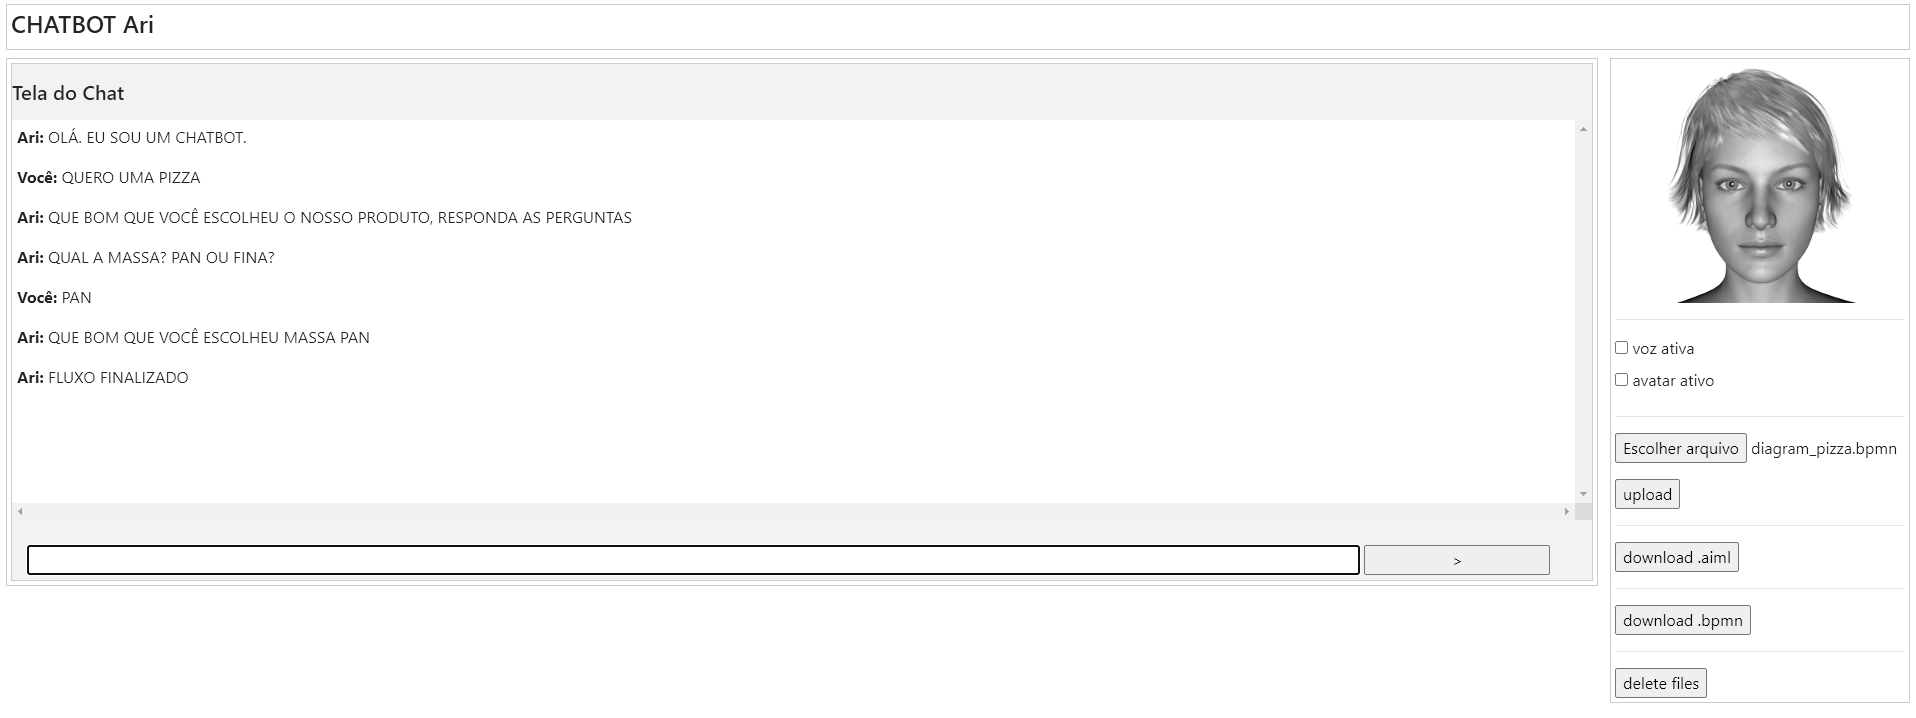 CHATBOT Ari
Tela do Chat
Ari: OLÁ. EU SOU UM CHATBOT.
Você: QUERO UMA PIZZA
Ari: QUE BOM QUE VOCÊ ESCOLHEU O NOSSO PRODUTO, RESPONDA AS PERGUNTAS
Ari: QUAL A MASSA? PAN OU FINA?
Você: PAN
Ari: QUE BOM QUE VOCÊ ESCOLHEU MASSA PAN
Ari: FLUXO FINALIZADO
>
voz ativa
avatar ativo
Escolher arquivo diagram_pizza.bpmn
upload
download .aiml
download .bpmn
delete files